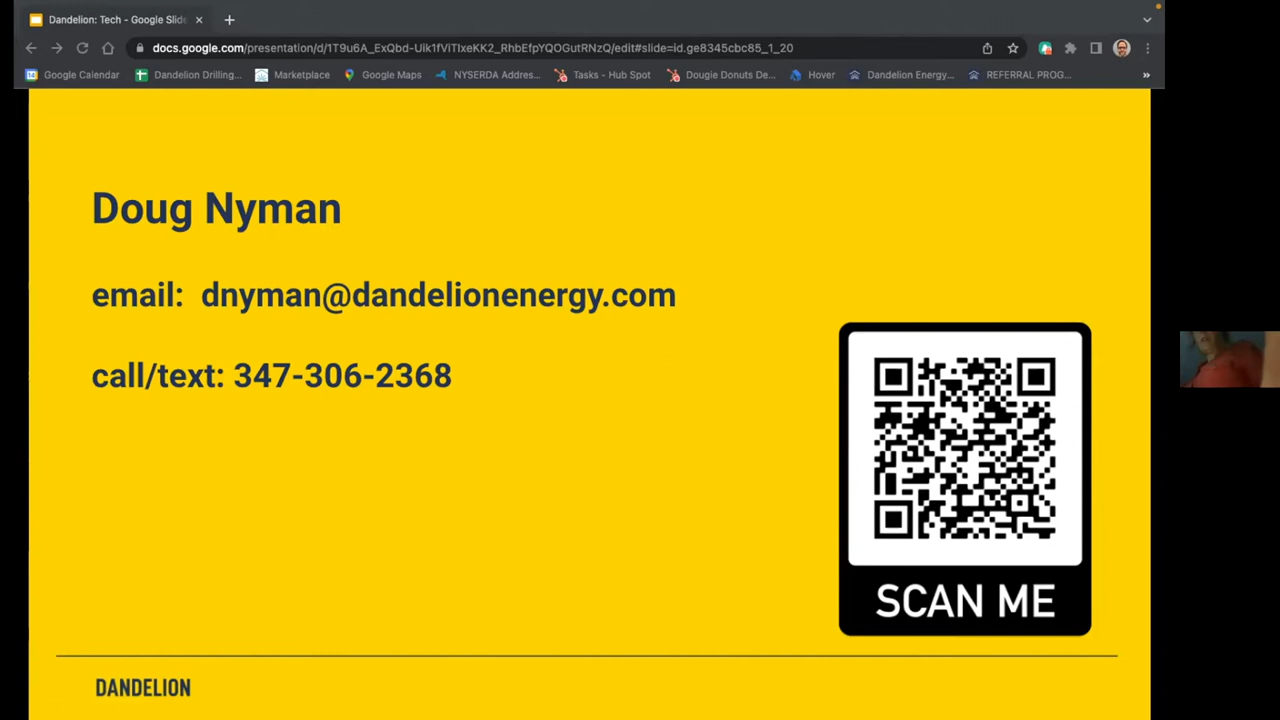 Dandelion: Tech - Google Slide
docs.google.com/presentation/d/1T9u6A_ExQbd-Uik1fViTIxeKK2_RhbEfpYQOGutRNzQ/edit#slide=id.ge8345cbc85_1_20
Google Calendar Dandelion Drilling... Marketplace Google Maps NYSERDA Addres... Tasks - Hub Spot Dougie Donuts De... Hover Dandelion Energy... REFERRAL PROG...
Doug Nyman
email: dnyman@dandelionenergy.com
call/text: 347-306-2368
SCAN ME
DANDELION